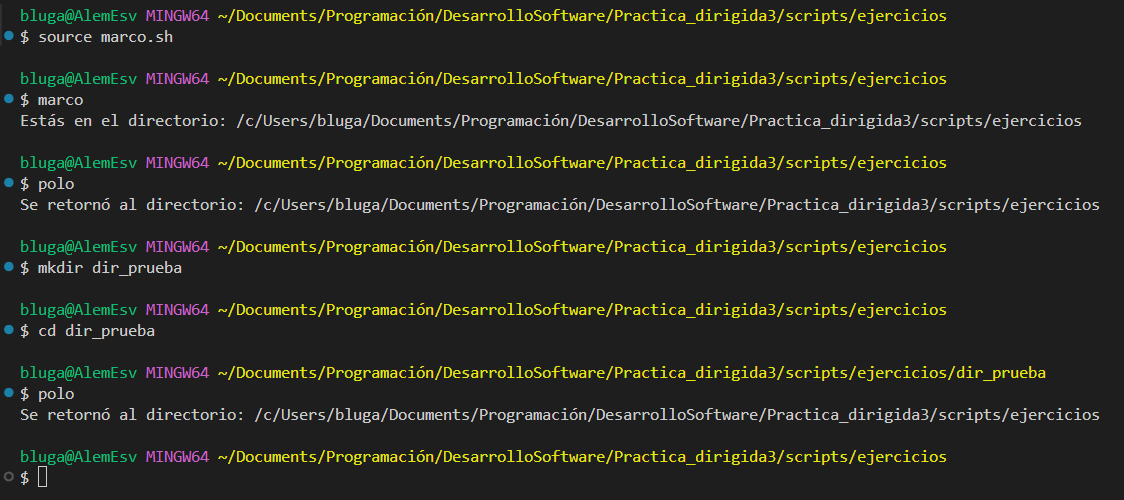 bluga@AlemEsv MINGW64 ~/Documents/Programación/DesarrolloSoftware/Practica_dirigida3/scripts/ejercicios
$ source marco.sh
bluga@AlemEsv MINGW64 ~/Documents/Programación/DesarrolloSoftware/Practica_dirigida3/scripts/ejercicios
$ marco
Estás en el directorio: /c/Users/bluga/Documents/Programación/DesarrolloSoftware/Practica_dirigida3/scripts/ejercicios
bluga@AlemEsv MINGW64 ~/Documents/Programación/DesarrolloSoftware/Practica_dirigida3/scripts/ejercicios
$ polo
Se retornó al directorio: /c/Users/bluga/Documents/Programación/DesarrolloSoftware/Practica_dirigida3/scripts/ejercicios
bluga@AlemEsv MINGW64 ~/Documents/Programación/DesarrolloSoftware/Practica_dirigida3/scripts/ejercicios
$ mkdir dir_prueba
bluga@AlemEsv MINGW64 ~/Documents/Programación/DesarrolloSoftware/Practica_dirigida3/scripts/ejercicios
$ cd dir_prueba
bluga@AlemEsv MINGW64 ~/Documents/Programación/DesarrolloSoftware/Practica_dirigida3/scripts/ejercicios/dir_prueba
$ polo
Se retornó al directorio: /c/Users/bluga/Documents/Programación/DesarrolloSoftware/Practica_dirigida3/scripts/ejercicios
bluga@AlemEsv MINGW64 ~/Documents/Programación/DesarrolloSoftware/Practica_dirigida3/scripts/ejercicios
$